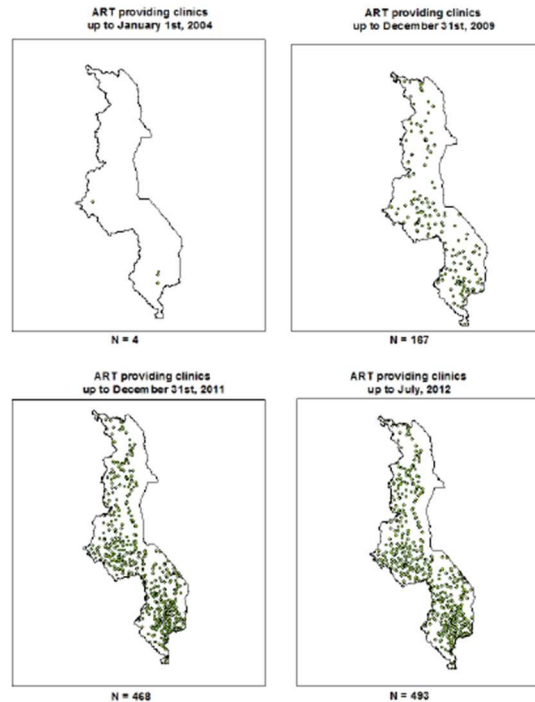 ART providing clinics
up to January 1st, 2004
N = 4
ART providing clinics
up to December 31st, 2009
N = 167
ART providing clinics
up to December 31st, 2011
N = 468
ART providing clinics
up to July, 2012
N = 493